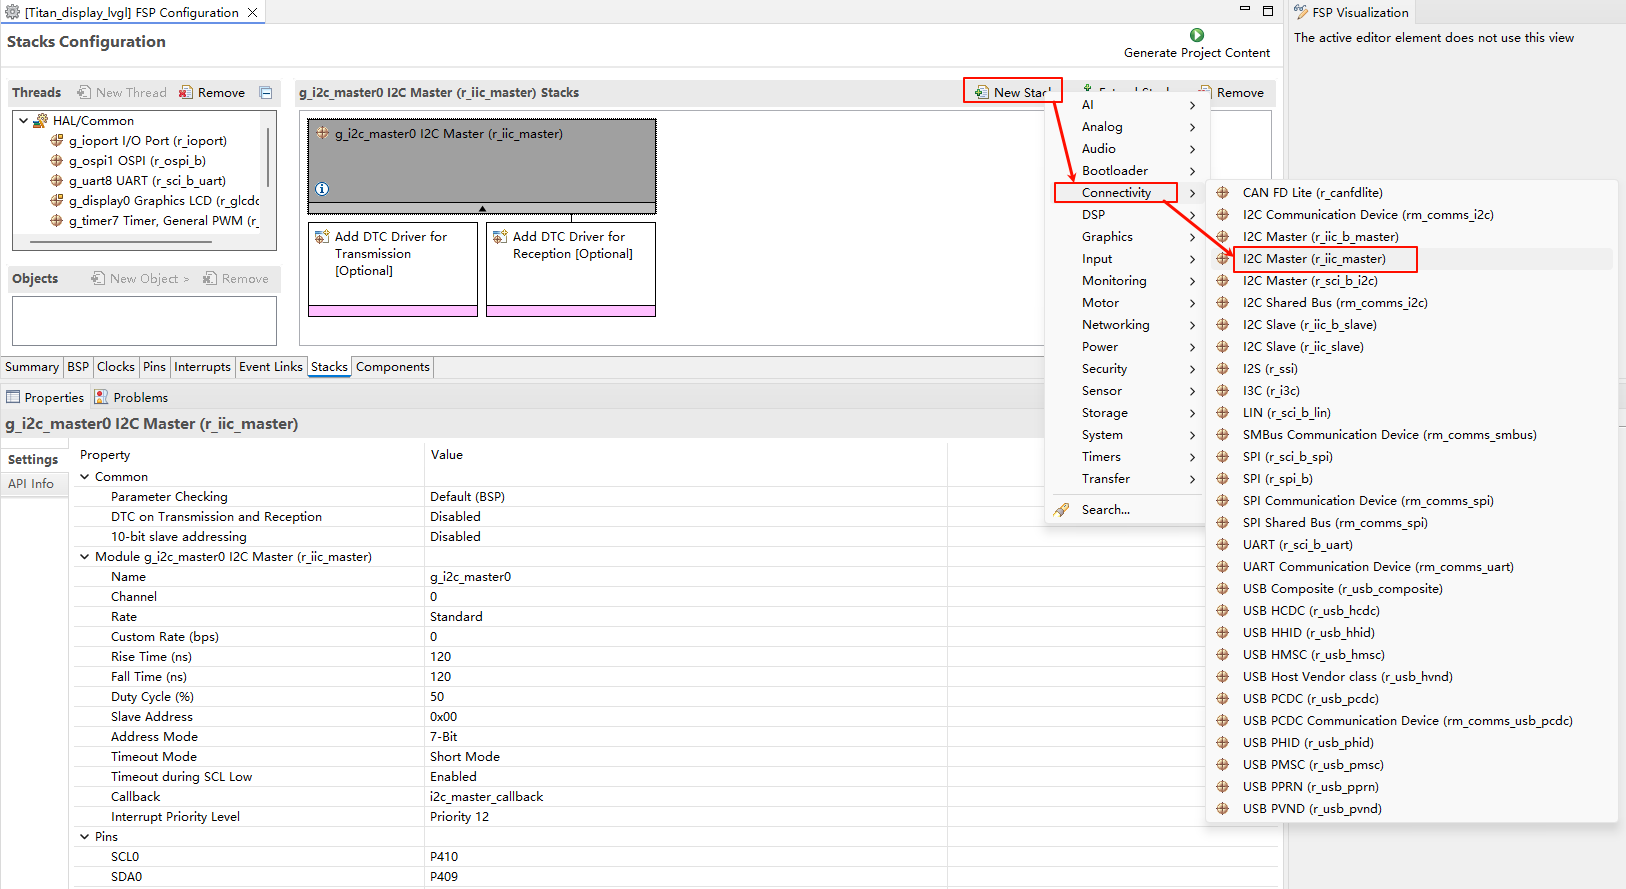 [Titan_display_lvgl] FSP Configuration
FSP Visualization
The active editor element does not use this view
Stacks Configuration
Generate Project Content
Threads
New Thread
Remove
HAL/Common
g_ioport I/O Port (r_ioport)
g_ospi1 OSPI (r_ospi_b)
g_uart8 UART (r_sci_b_uart)
g_display0 Graphics LCD (r_glcdc
g_timer7 Timer, General PWM (r_
Objects
New Object >
Remove
g_i2c_master0 I2C Master (r_iic_master) Stacks
New Stack
Remove
g_i2c_master0 I2C Master (r_iic_master)
Add DTC Driver for
Transmission
[Optional]
Add DTC Driver for
Reception [Optional]
AI
Analog
Audio
Bootloader
Connectivity
DSP
Graphics
Input
Monitoring
Motor
Networking
Power
Security
Sensor
Storage
System
Timers
Transfer
Search...
CAN FD Lite (r_canfdlite)
I2C Communication Device (rm_comms_i2c)
I2C Master (r_iic_b_master)
I2C Master (r_iic_master)
I2C Master (r_sci_b_i2c)
I2C Shared Bus (rm_comms_i2c)
I2C Slave (r_iic_b_slave)
I2C Slave (r_iic_slave)
I2S (r_ssi)
I3C (r_i3c)
LIN (r_sci_b_lin)
SMBus Communication Device (rm_comms_smbus)
SPI (r_sci_b_spi)
SPI (r_spi_b)
SPI Communication Device (rm_comms_spi)
SPI Shared Bus (rm_comms_spi)
UART (r_sci_b_uart)
UART Communication Device (rm_comms_uart)
USB Composite (r_usb_composite)
USB HCDC (r_usb_hcdc)
USB HHID (r_usb_hhid)
USB HMSC (r_usb_hmsc)
USB Host Vendor class (r_usb_hvnd)
USB PCDC (r_usb_pcdc)
USB PCDC Communication Device (rm_comms_usb_pcdc)
USB PHID (r_usb_phid)
USB PMSC (r_usb_pmsc)
USB PPRN (r_usb_pprn)
USB PVND (r_usb_pvnd)
Summary BSP Clocks Pins Interrupts Event Links Stacks Components
Properties Problems
g_i2c_master0 I2C Master (r_iic_master)
Settings
API Info
Property Value
Common
Parameter Checking Default (BSP)
DTC on Transmission and Reception Disabled
10-bit slave addressing Disabled
Module g_i2c_master0 I2C Master (r_iic_master)
Name g_i2c_master0
Channel 0
Rate Standard
Custom Rate (bps) 0
Rise Time (ns) 120
Fall Time (ns) 120
Duty Cycle (%) 50
Slave Address 0x00
Address Mode 7-Bit
Timeout Mode Short Mode
Timeout during SCL Low Enabled
Callback i2c_master_callback
Interrupt Priority Level Priority 12
Pins
SCL0 P410
SDA0 P409